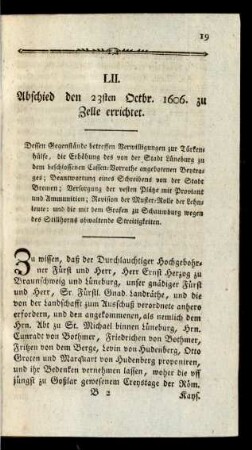 19
LII.
Abschied den 23sten Octbr. 1606. zu
Zelle errichtet.
Dessen Gegenstände betreffen Verwilligungen zur Türken
hülfe, die Erhöhung des von der Stadt Lüneburg zu
dem beschlossenen Cassen-Vorrathe angebotenen Beytra-
ges; Beantwortung eines Schreibens von der Stadt
Bremen; Versorgung der vesten Plätze mit Proviant
und Ammunition; Revision der Muster-Rolle der Lehn-
leute; und die mit dem Grafen zu Schaumburg wegen
des Stifthorns obwaltende Streitigkeiten.
Zu wissen, daß der Durchlauchtiger Hochgebohre-
ner Fürst und Herr, Herr Ernst Herzog zu
Braunschweig und Lüneburg, unser gnädiger Fürst
und Herr, Sr. Fürstl. Gnad. Landräthe, und die
von der Landschafft zum Ausschuß verordnete anhero
erfordern, und den angekommenen, als nemlich dem
Hrn. Abt zu St. Michael binnen Lüneburg, Hrn.
Cunradt von Bothmer, Friedrichen von Bothmer,
Fritzen von dem Berge, Levin von Hudenberg, Otto
Groten und Marquart von Hudenberg proponiren,
und ihr Bedenken vernehmen lassen, woher die uff
jüngst zu Goßlar gewesenem Creystage der Röm.
B 2
Kays.